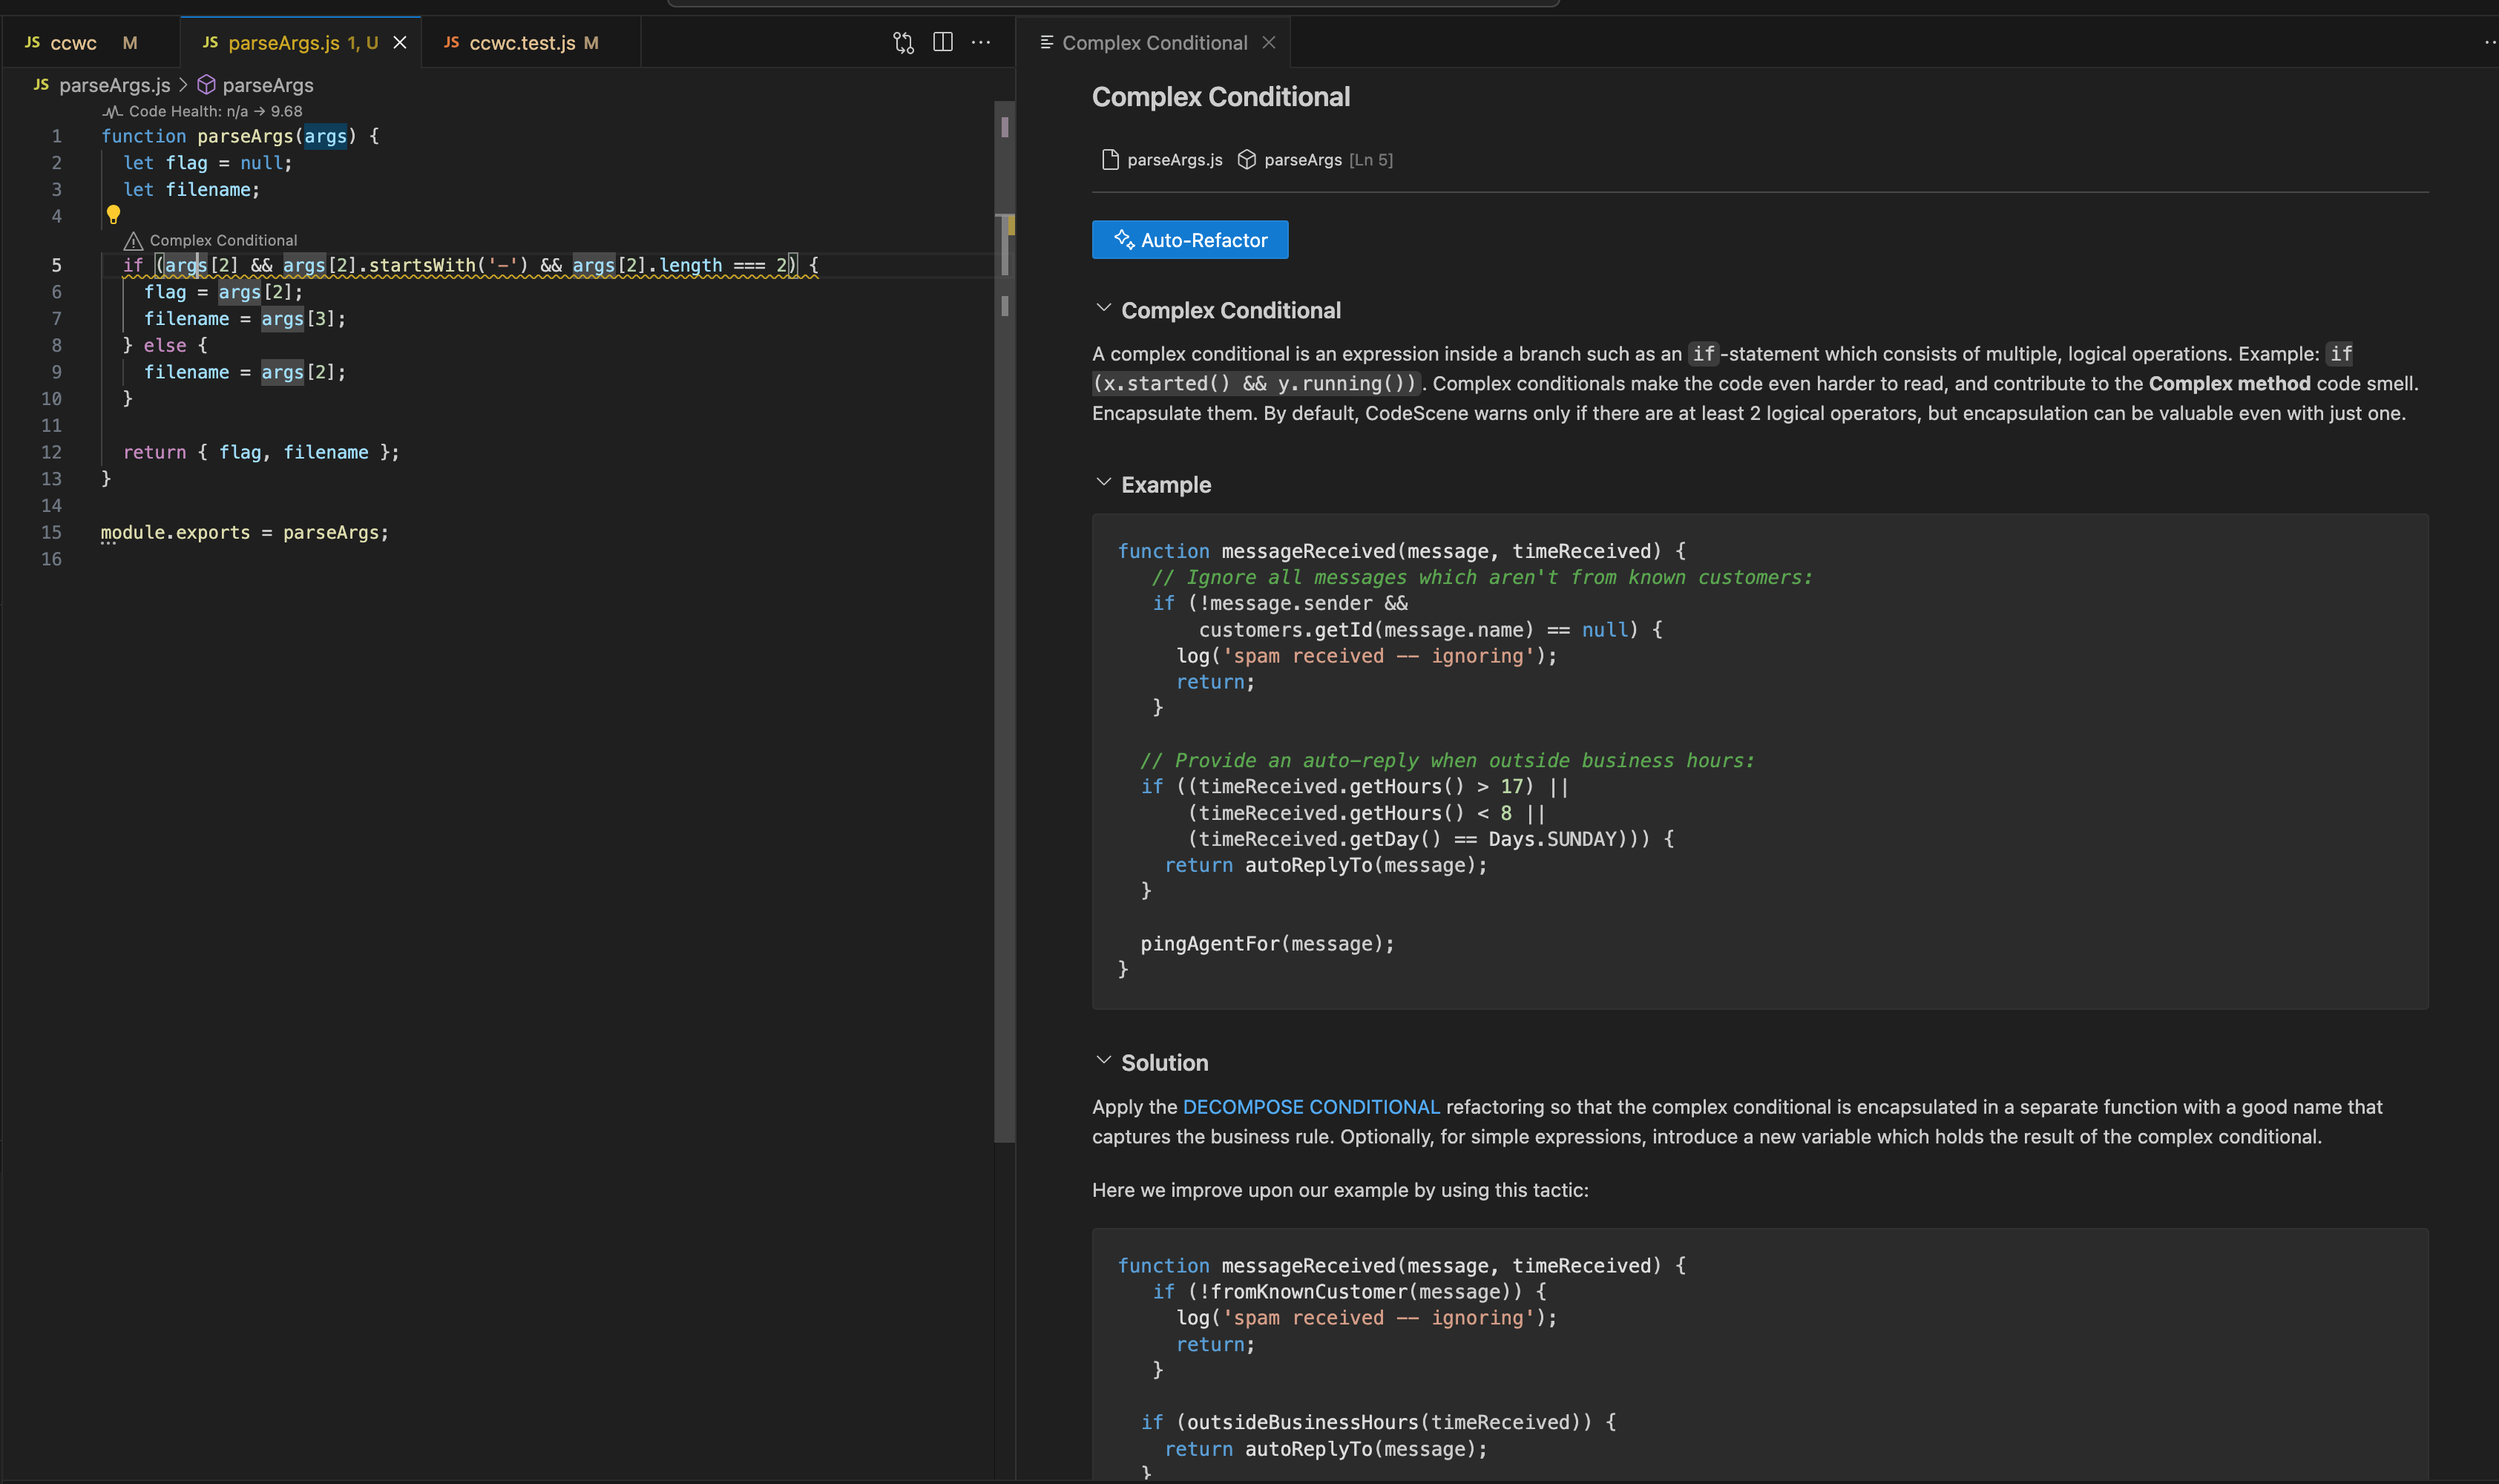 JS ccwc M
JS parseArgs.js 1, U
JS ccwc.test.js M
JS parseArgs.js > parseArgs
Code Health: n/a → 9.68
1 function parseArgs(args) {
2 let flag = null;
3 let filename;
4
Complex Conditional
5 if (args[2] && args[2].startsWith('-') && args[2].length === 2) {
6 flag = args[2];
7 filename = args[3];
8 } else {
9 filename = args[2];
10 }
11
12 return { flag, filename };
13 }
14
15 module.exports = parseArgs;
16
Complex Conditional
Complex Conditional
parseArgs.js parseArgs [Ln 5]
Auto-Refactor
Complex Conditional
A complex conditional is an expression inside a branch such as an if-statement which consists of multiple, logical operations. Example: if
(x.started() && y.running()). Complex conditionals make the code even harder to read, and contribute to the Complex method code smell.
Encapsulate them. By default, CodeScene warns only if there are at least 2 logical operators, but encapsulation can be valuable even with just one.
Example
function messageReceived(message, timeReceived) {
// Ignore all messages which aren't from known customers:
if (!message.sender &&
customers.getId(message.name) == null) {
log('spam received -- ignoring');
return;
}
// Provide an auto-reply when outside business hours:
if ((timeReceived.getHours() > 17) ||
(timeReceived.getHours() < 8 ||
(timeReceived.getDay() == Days.SUNDAY))) {
return autoReplyTo(message);
}
pingAgentFor(message);
}
Solution
Apply the DECOMPOSE CONDITIONAL refactoring so that the complex conditional is encapsulated in a separate function with a good name that
captures the business rule. Optionally, for simple expressions, introduce a new variable which holds the result of the complex conditional.
Here we improve upon our example by using this tactic:
function messageReceived(message, timeReceived) {
if (!fromKnownCustomer(message)) {
log('spam received -- ignoring');
return;
}
if (outsideBusinessHours(timeReceived)) {
return autoReplyTo(message);
}